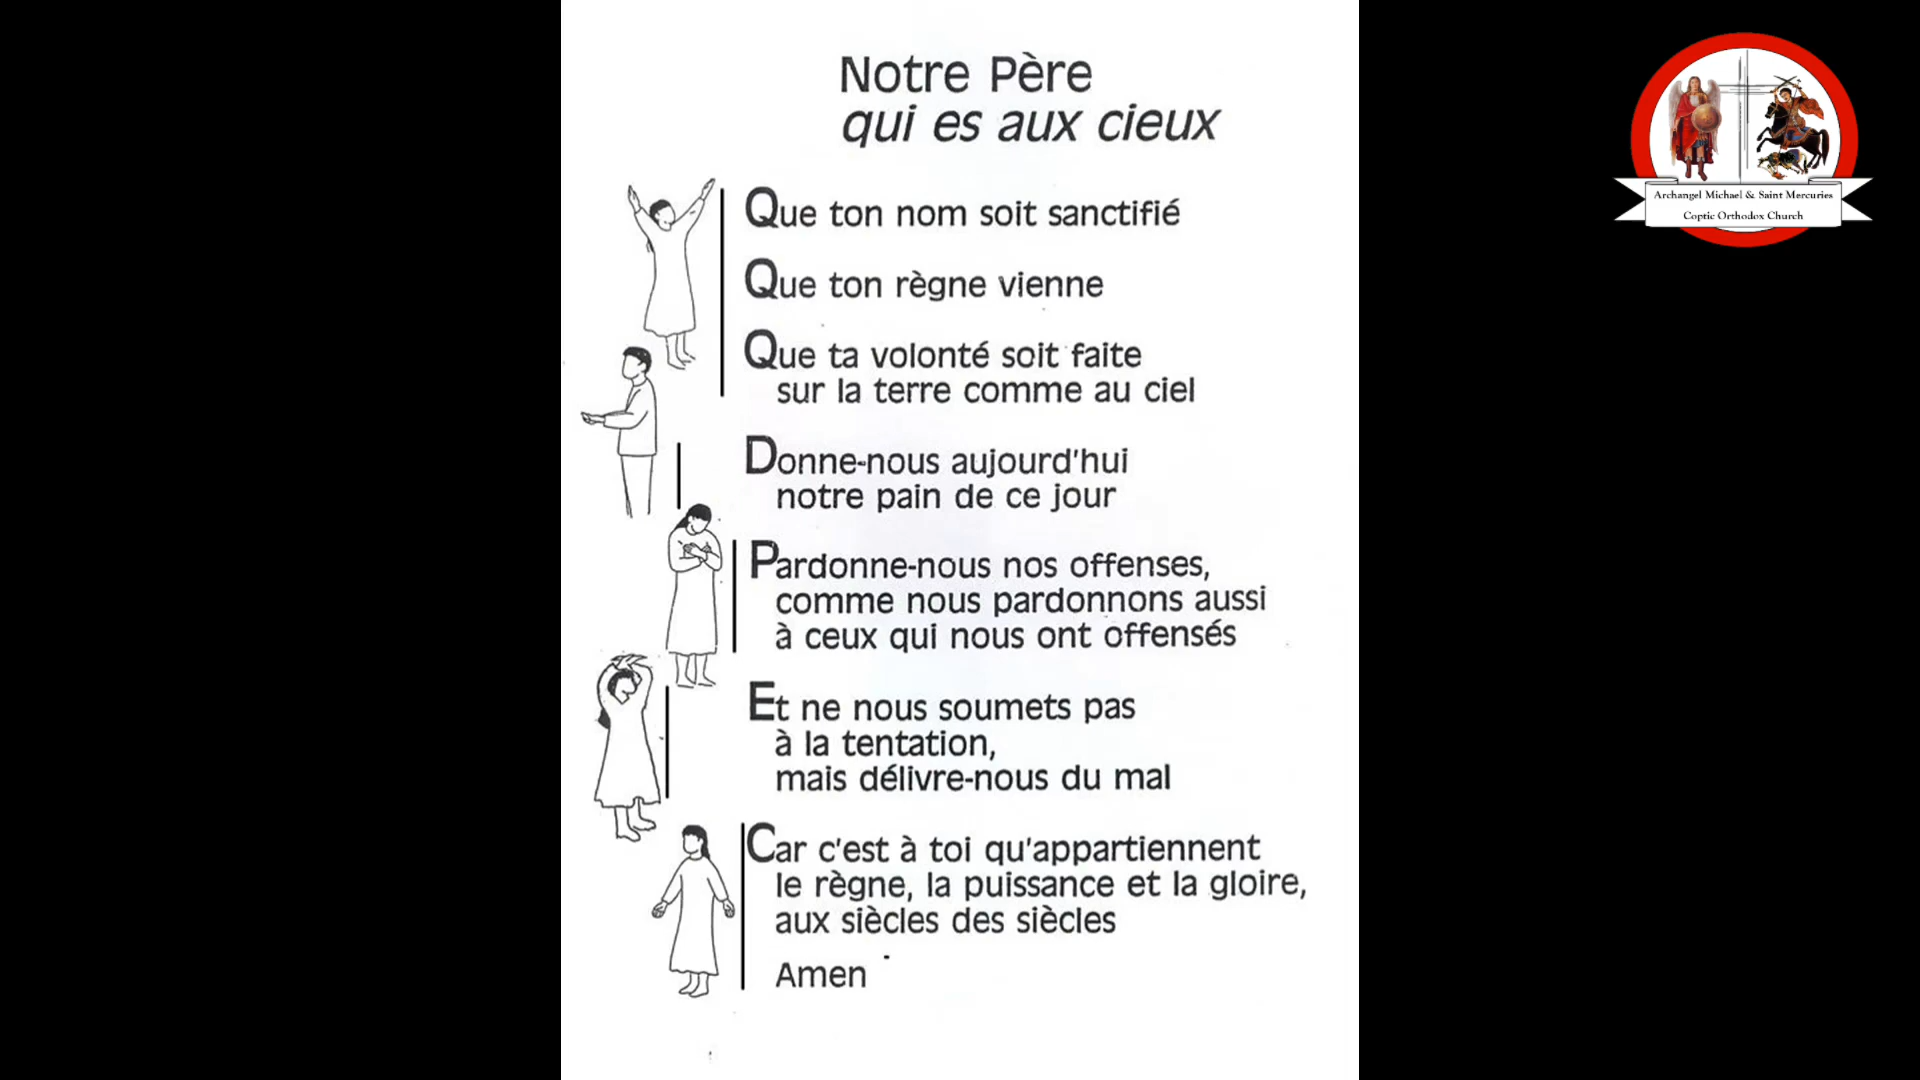 Notre Père
qui es aux cieux
Que ton nom soit sanctifié
Que ton règne vienne
Que ta volonté soit faite
sur la terre comme au ciel
Donne-nous aujourd'hui
notre pain de ce jour
Pardonne-nous nos offenses,
comme nous pardonnons aussi
à ceux qui nous ont offensés
Et ne nous soumets pas
à la tentation,
mais délivre-nous du mal
Car c'est à toi qu'appartiennent
le règne, la puissance et la gloire,
aux siècles des siècles
Amen
Archangel Michael & Saint Mercuries
Coptic Orthodox Church